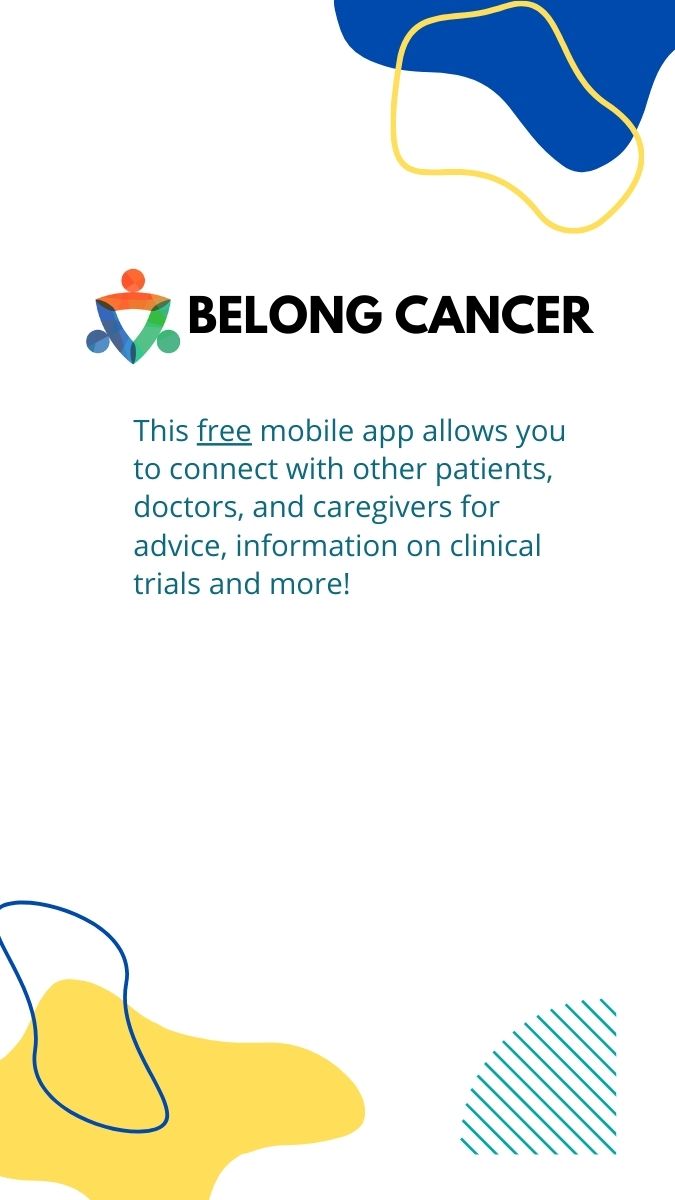 BELONG CANCER
This free mobile app allows you
to connect with other patients,
doctors, and caregivers for
advice, information on clinical
trials and more!